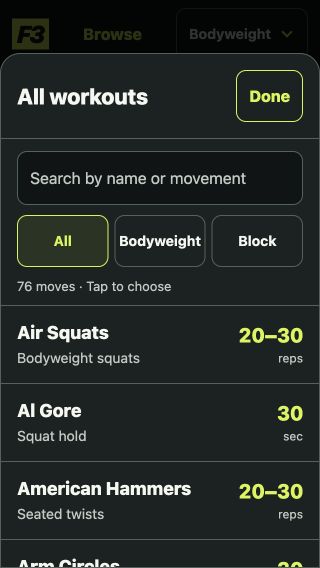 F3
Browse
Bodyweight
All workouts
Done
Search by name or movement
All
Bodyweight
Block
76 moves · Tap to choose
Air Squats
20–30
Bodyweight squats
reps
Al Gore
30
Squat hold
sec
American Hammers
20–30
Seated twists
reps
Arm Circles